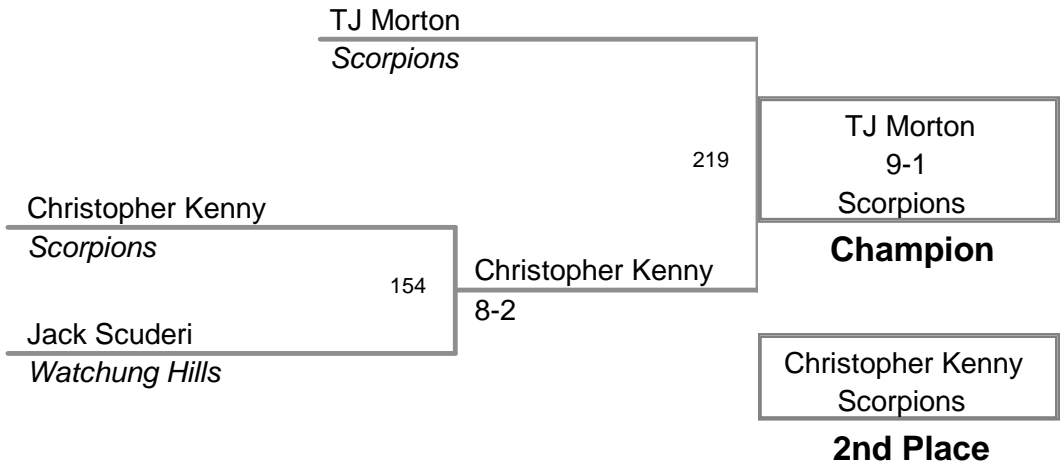 TJ Morton
Scorpions
TJ Morton
219
9-1
Scorpions
Champion
Christopher Kenny
Scorpions
154
Christopher Kenny
8-2
Jack Scuderi
Watchung Hills
Christopher Kenny
Scorpions
2nd Place